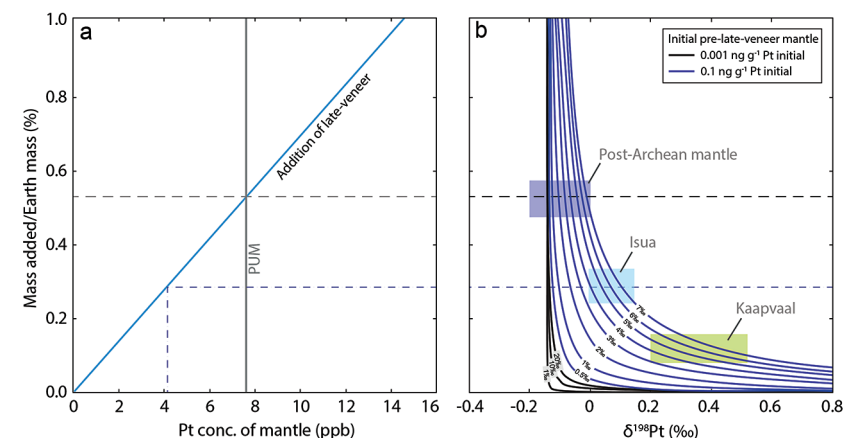 a
1.0
0.8
0.6
0.4
0.2
0.0
0 2 4 6 8 10 12 14 16
Mass added/Earth mass (%)
Pt conc. of mantle (ppb)
Addition of late-veneer
PUM
b
Initial pre-late-veneer mantle
0.001 ng g⁻¹ Pt initial
0.1 ng g⁻¹ Pt initial
Post-Archean mantle
Isua
Kaapvaal
7‰
6‰
5‰
4‰
3‰
2‰
1‰
0.5‰
20‰
10‰
1‰
-0.4 -0.2 0 0.2 0.4 0.6 0.8
δ¹⁹⁸Pt (‰)